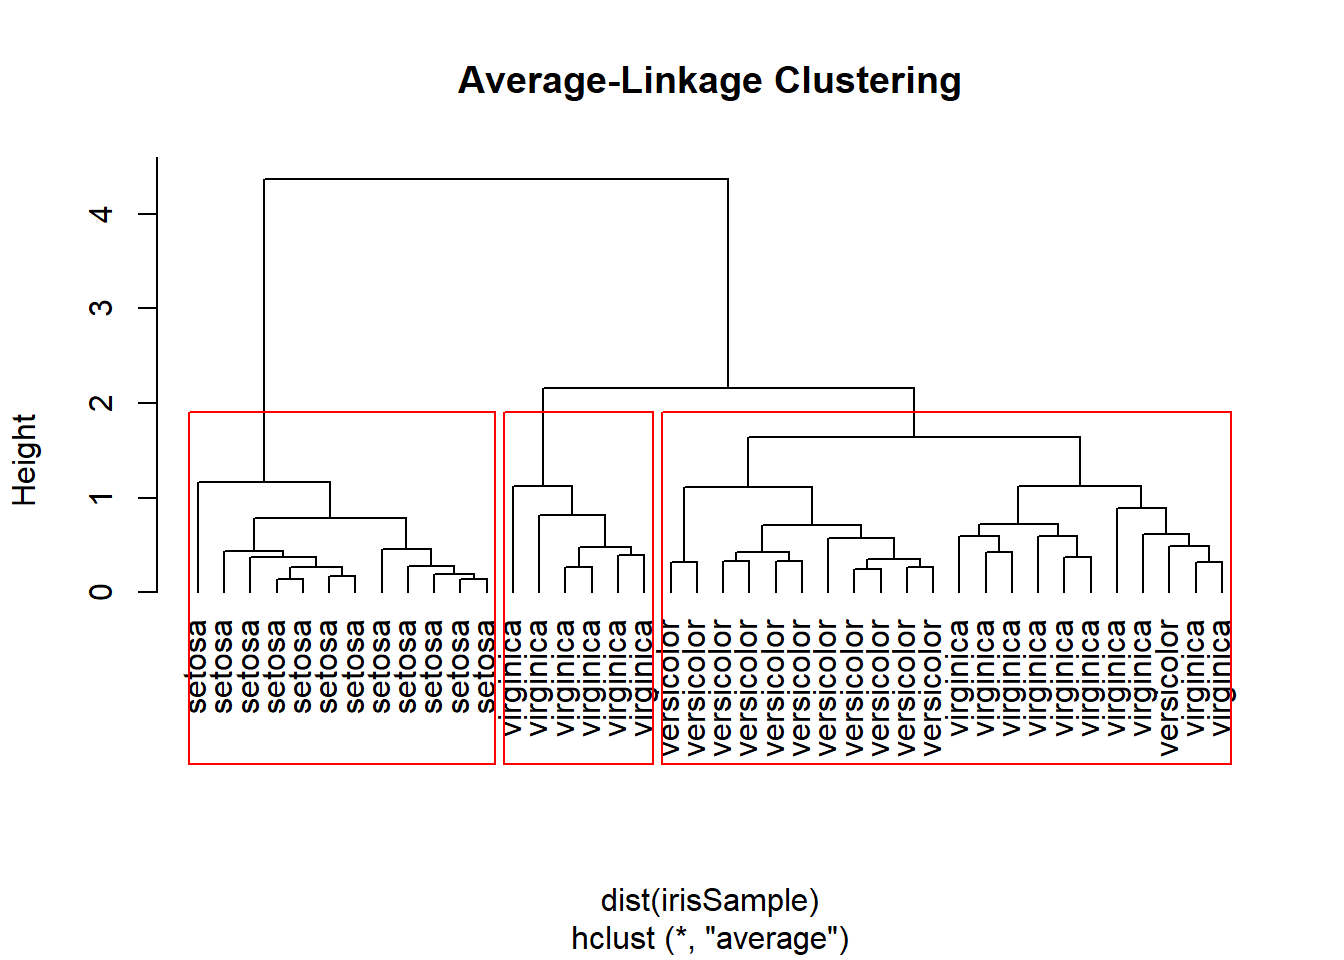 Average-Linkage Clustering
Height
4
3
2
1
0
setosa
setosa
setosa
setosa
setosa
setosa
setosa
setosa
setosa
setosa
setosa
setosa
virginica
virginica
virginica
virginica
virginica
virginica
versicolor
versicolor
versicolor
versicolor
versicolor
versicolor
versicolor
versicolor
versicolor
versicolor
versicolor
virginica
virginica
virginica
virginica
virginica
virginica
virginica
virginica
versicolor
virginica
virginica
dist(irisSample)
hclust (*, "average")